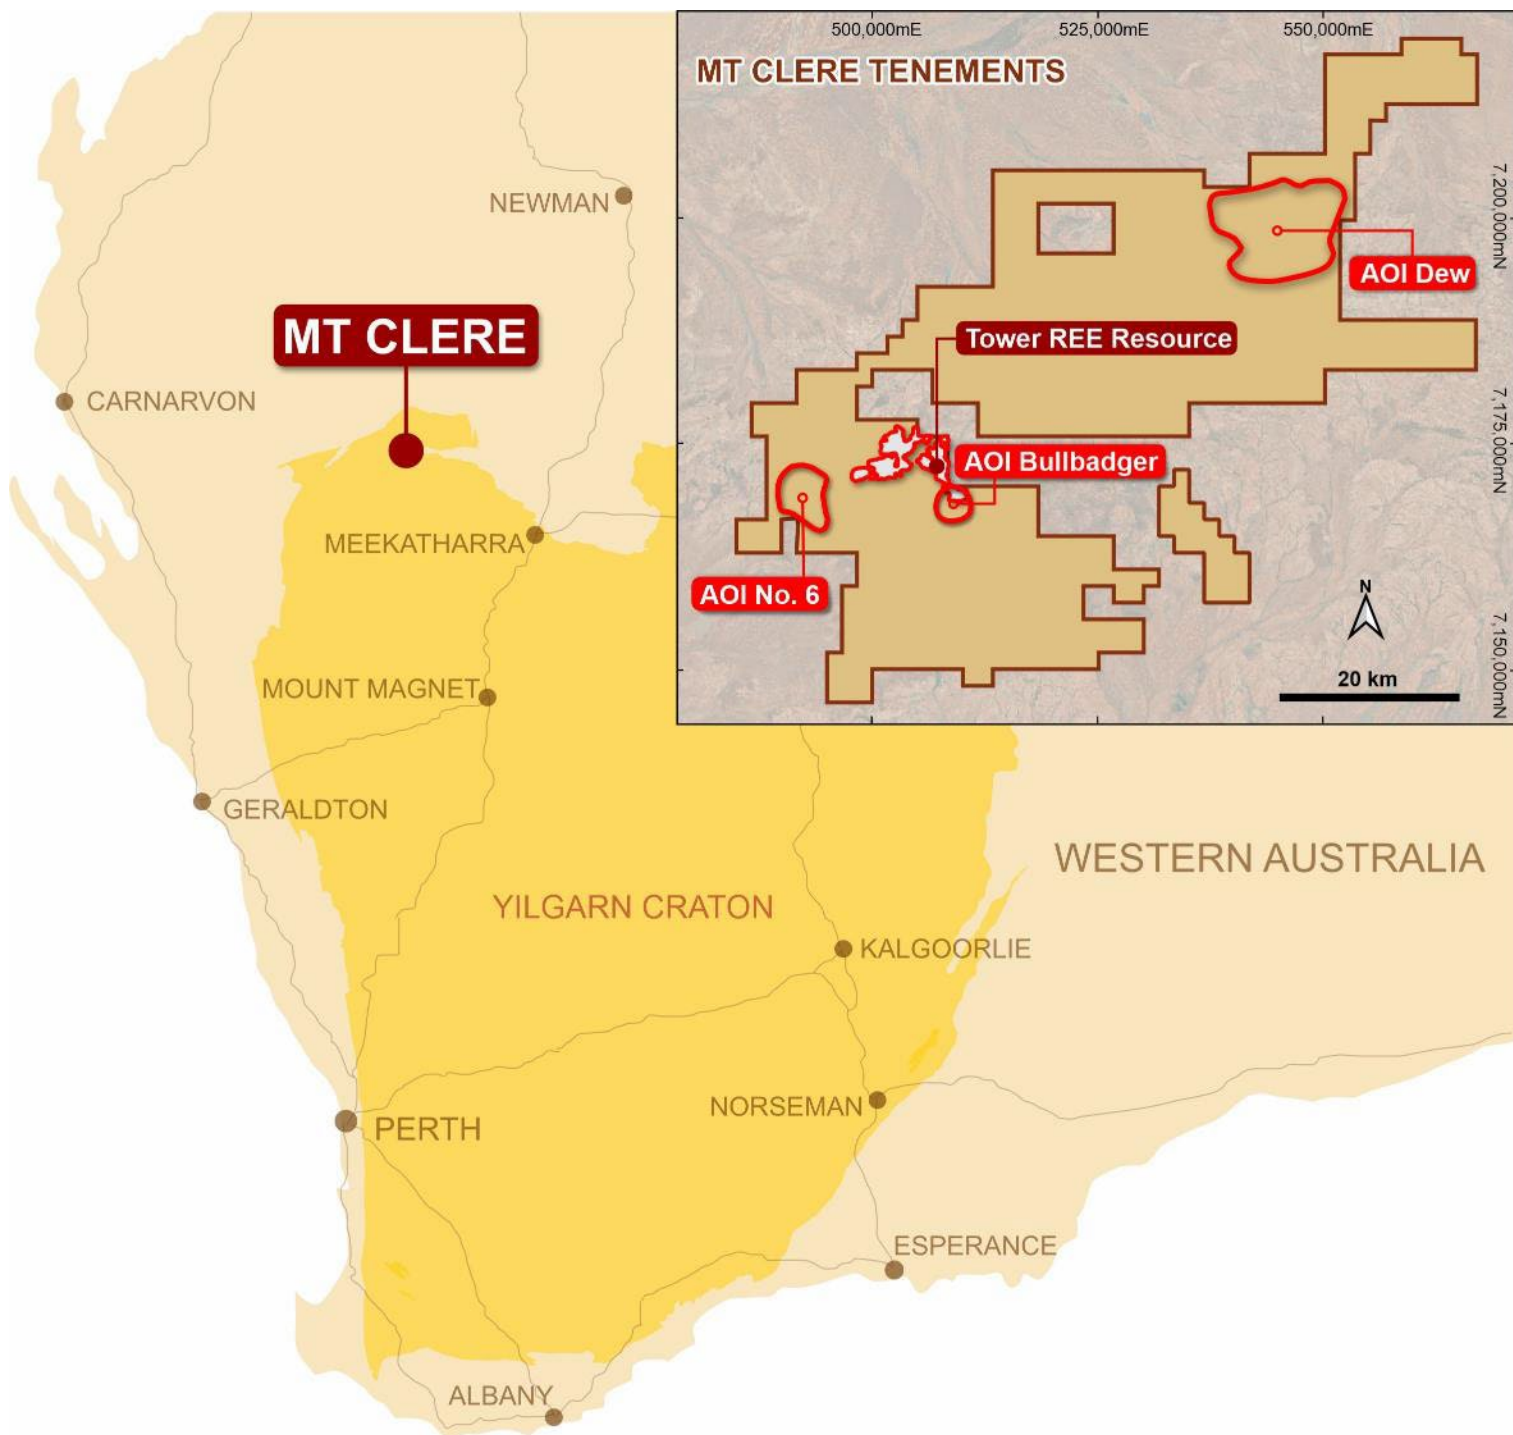 500,000mE
525,000mE
550,000mE
MT CLERE TENEMENTS
7,200,000mN
7,175,000mN
7,150,000mN
AOI Dew
Tower REE Resource
AOI Bullbadger
AOI No. 6
N
20 km
NEWMAN
MT CLERE
CARNARVON
MEEKATHARRA
MOUNT MAGNET
GERALDTON
WESTERN AUSTRALIA
YILGARN CRATON
KALGOORLIE
NORSEMAN
PERTH
ESPERANCE
ALBANY